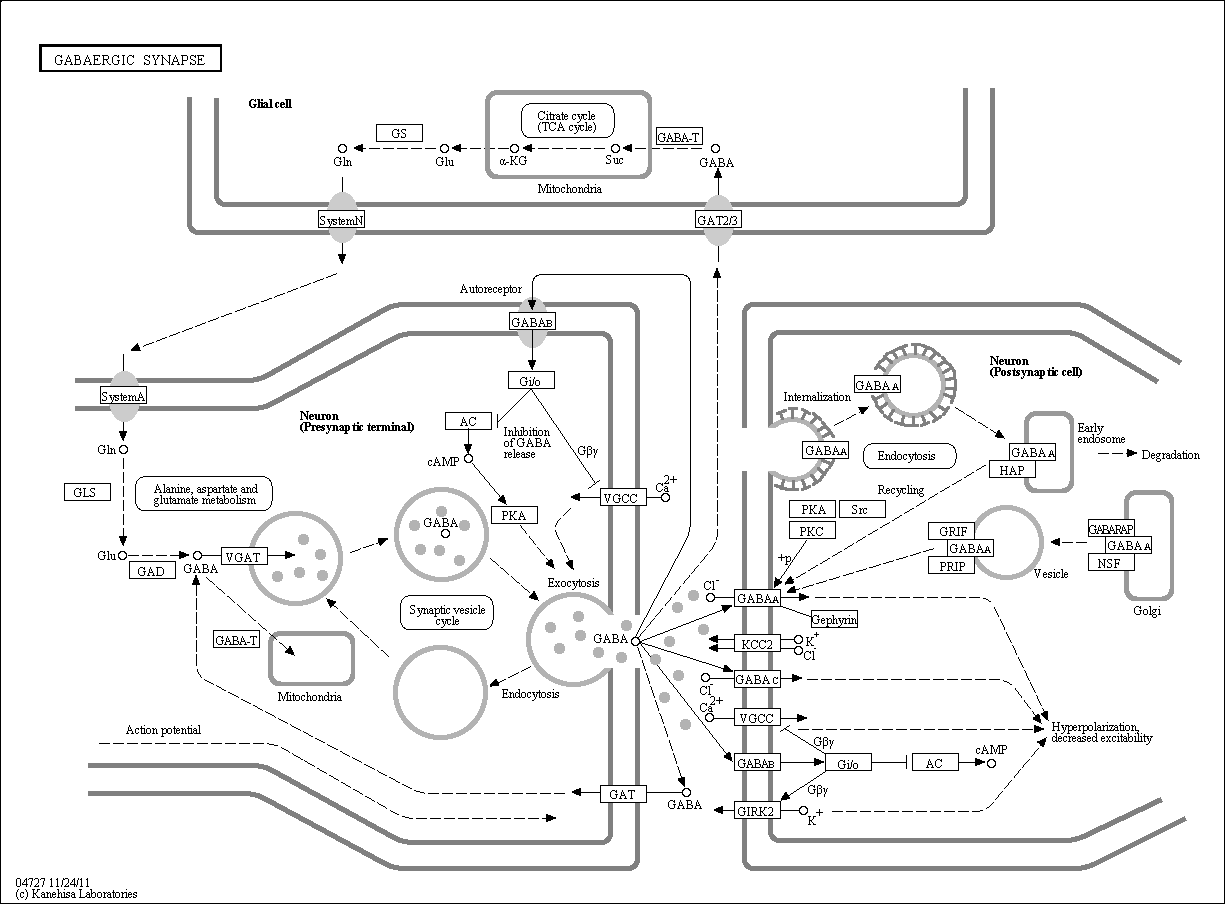 GABAERGIC SYNAPSE
Glial cell
Citrate cycle
(TCA cycle)
GS
GABA-T
Gln
Glu
α-KG
Suc
GABA
Mitochondria
SystemN
GAT2/3
Autoreceptor
GABAB
Neuron
(Postsynaptic cell)
GABAA
Internalization
SystemA
Gi/o
Neuron
(Presynaptic terminal)
AC
Inhibition
of GABA
release
Gβγ
cAMP
Gln
GABAA
Endocytosis
Early
endosome
GABAA
HAP
Degradation
GLS
Alanine, aspartate and
glutamate metabolism
Ca2+
VGCC
Recycling
PKA
Src
PKC
GABA
PKA
GRIF
GABAA
PRIP
Vesicle
GABARAP
GABAA
NSF
Golgi
Glu
GAD
GABA
VGAT
+p
Exocytosis
Cl-
GABAA
Gephyrin
Synaptic vesicle
cycle
GABA-T
GABA
KCC2
K+
Cl-
Mitochondria
Endocytosis
Cl-
GABAC
Ca2+
VGCC
Action potential
Hyperpolarization,
decreased excitability
Gβγ
GABAB
Gi/o
AC
cAMP
Gβγ
GAT
GABA
GIRK2
K+
04727 11/24/11
(c) Kanehisa Laboratories